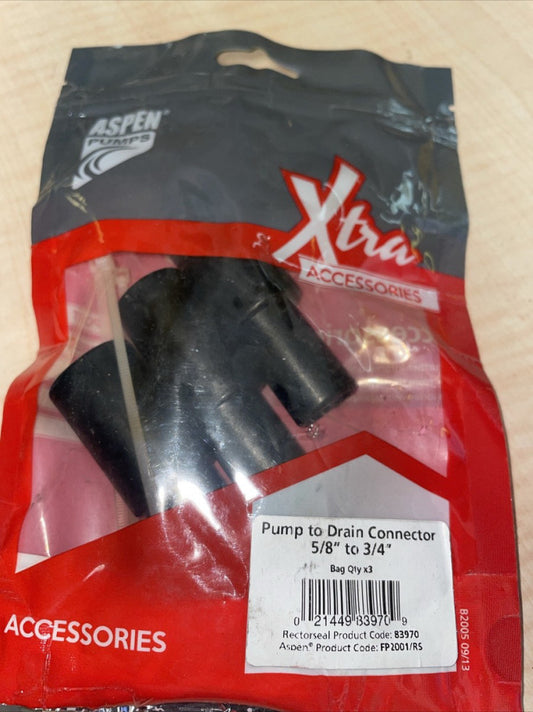 ASPEN®
PUMPS
Xtra
ACCESSORIES
Pump to Drain Connector
5/8" to 3/4"
Bag Qty x3
0 21449 83970 9
Rectorseal Product Code: 83970
Aspen® Product Code: FP2001/RS
ACCESSORIES
B2005 09/13